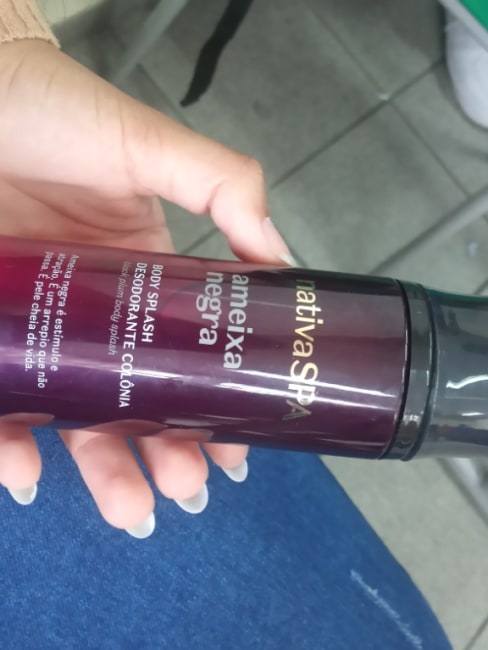 nativaSPA
ameixa
negra
BODY SPLASH
DESODORANTE COLÔNIA
black plum body splash
Ameixa negra é estímulo e
atração. É um arrepio que não
passa. É pele cheia de vida.